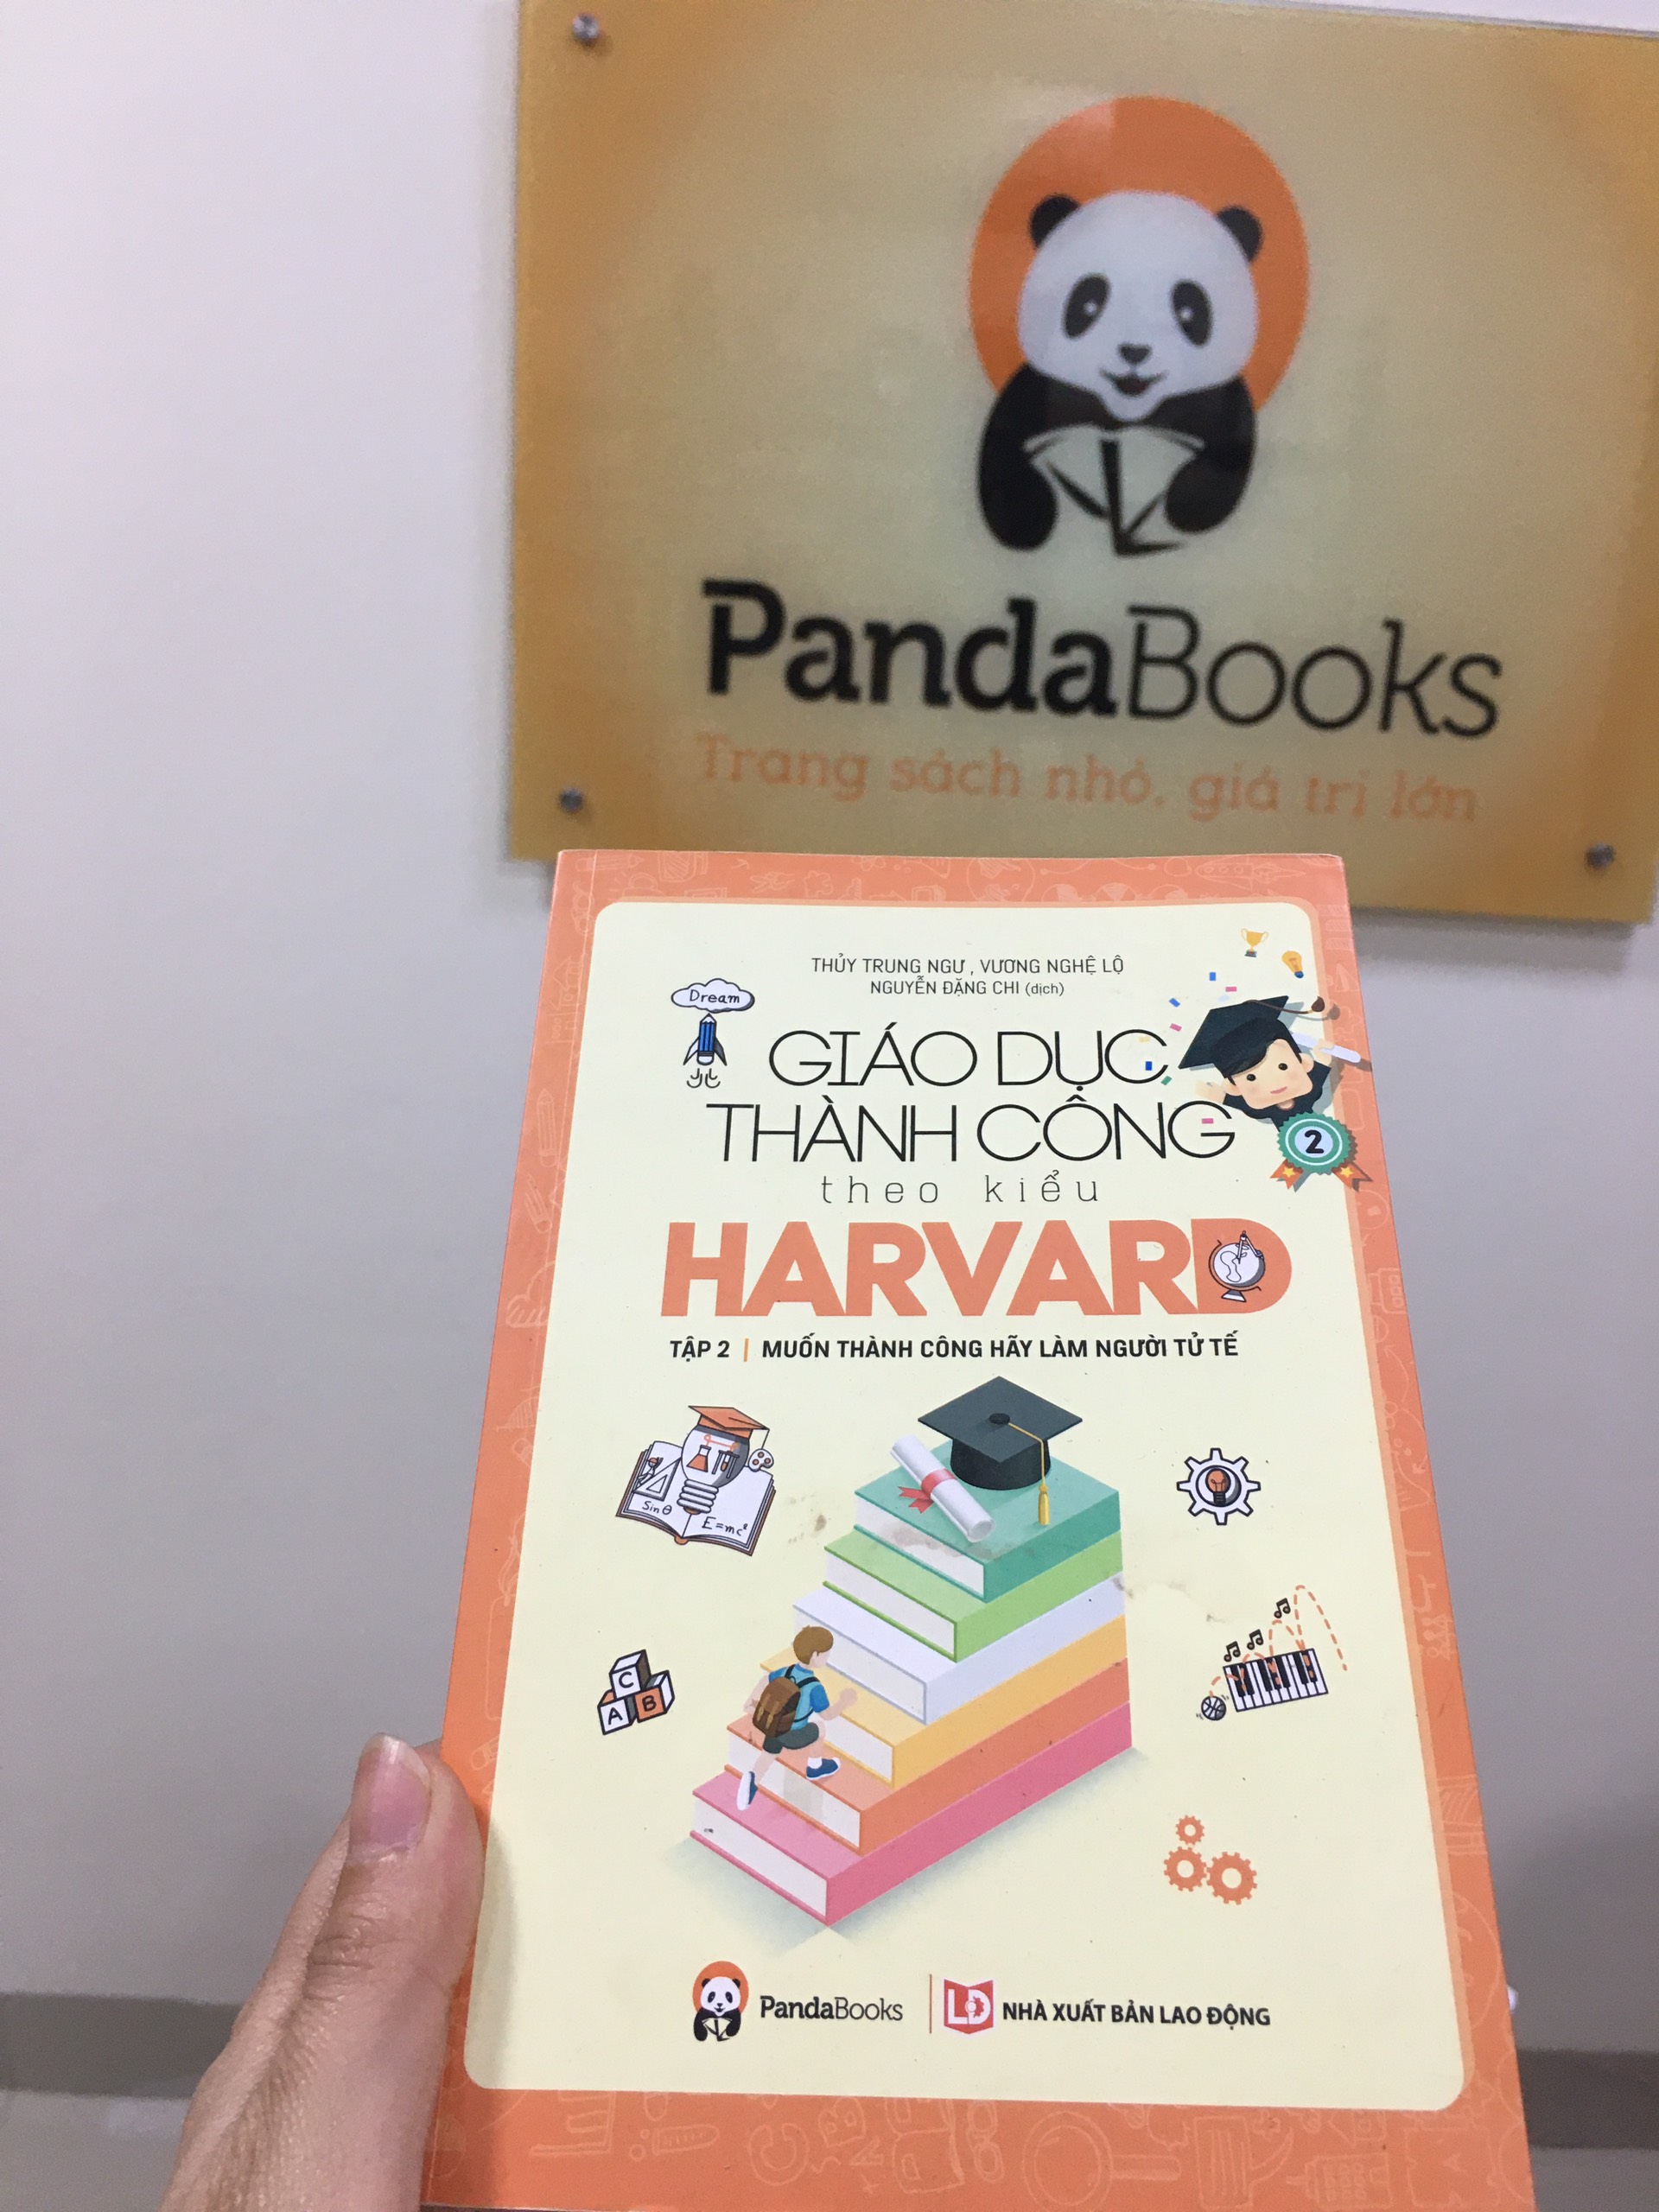 PandaBooks
Trang sách nhỏ, giá trị lớn
THỦY TRUNG NGƯ, VƯƠNG NGHỆ LỘ
NGUYỄN ĐẶNG CHI (dịch)
Dream
GIÁO DỤC
THÀNH CÔNG
2
theo kiểu
HARVARD
TẬP 2 | MUỐN THÀNH CÔNG HÃY LÀM NGƯỜI TỬ TẾ
Sinθ
E=mc²
C
A B
PandaBooks
LĐ NHÀ XUẤT BẢN LAO ĐỘNG